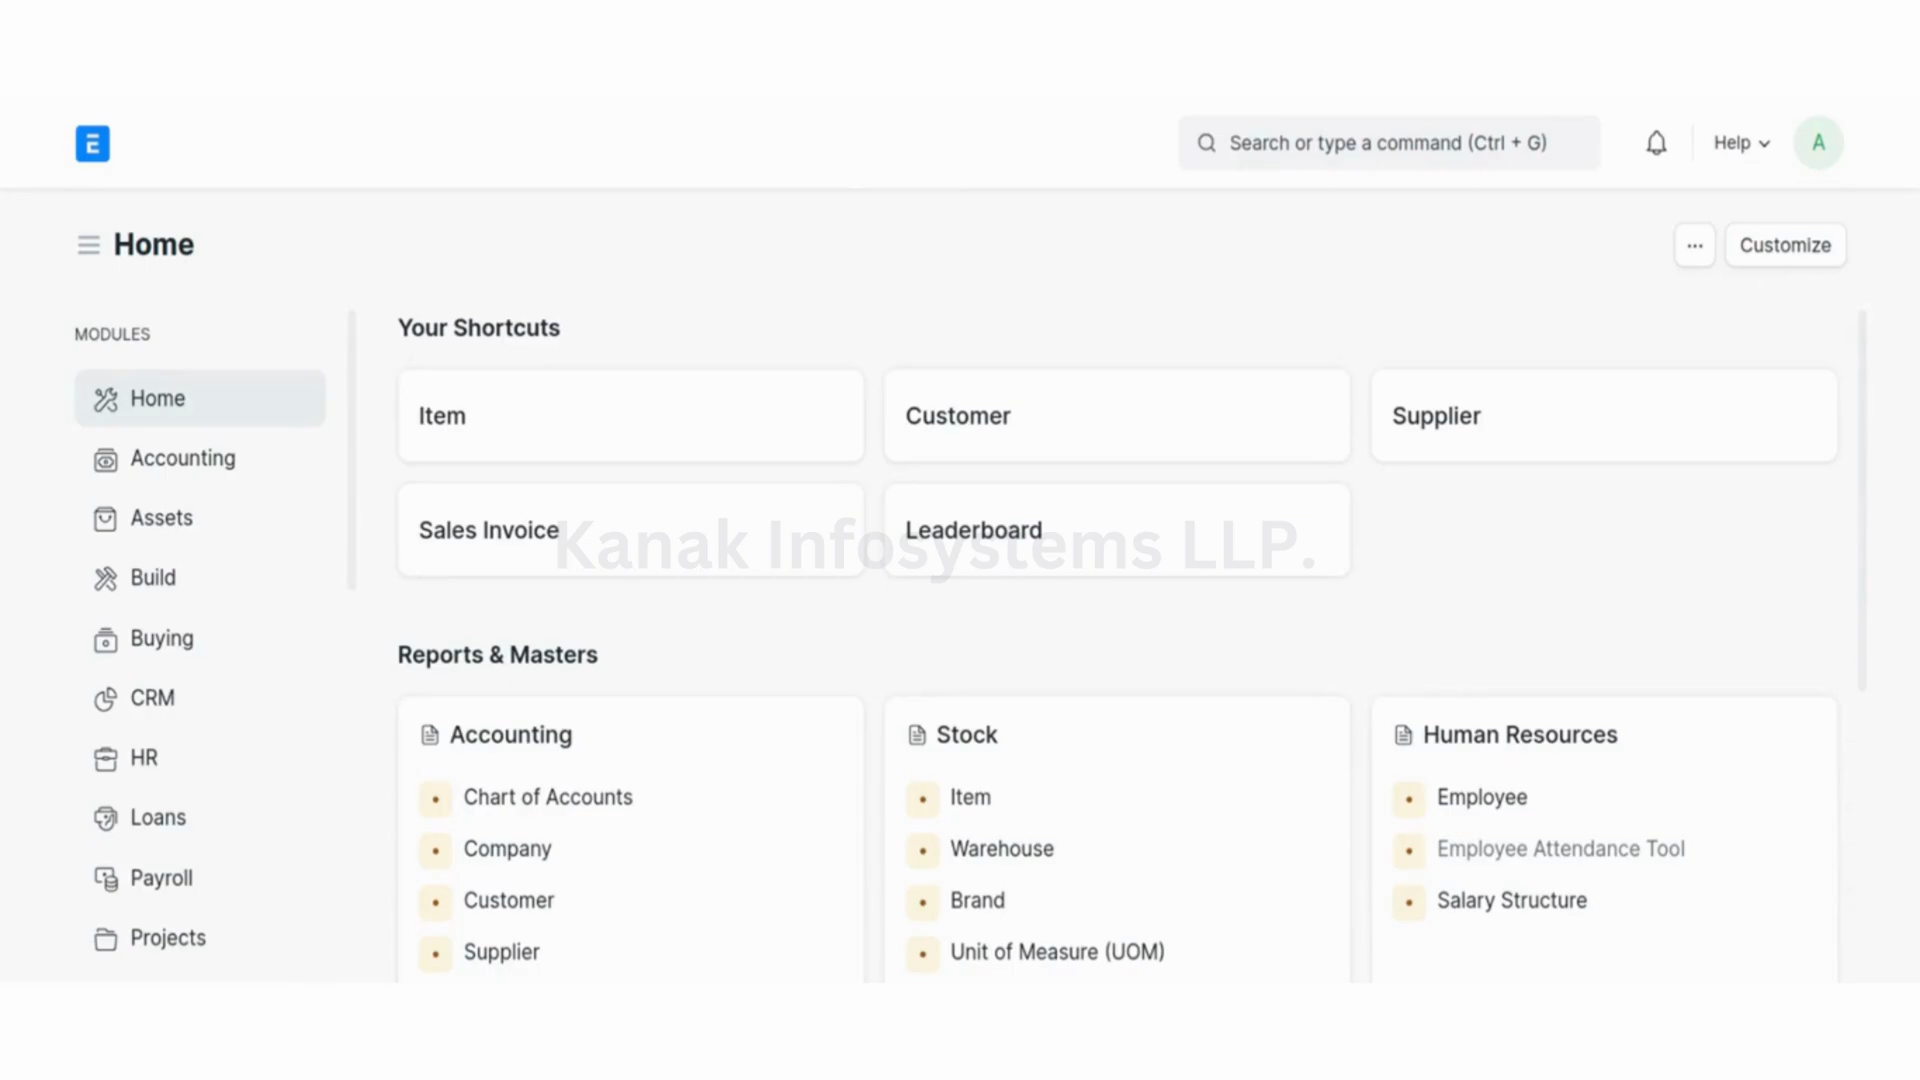 E
Search or type a command (Ctrl + G)
Help
A
Home
...
Customize
MODULES
Home
Accounting
Assets
Build
Buying
CRM
HR
Loans
Payroll
Projects
Your Shortcuts
Item
Customer
Supplier
Sales Invoice
Leaderboard
Kanak Infosystems LLP.
Reports & Masters
Accounting
Chart of Accounts
Company
Customer
Supplier
Stock
Item
Warehouse
Brand
Unit of Measure (UOM)
Human Resources
Employee
Employee Attendance Tool
Salary Structure